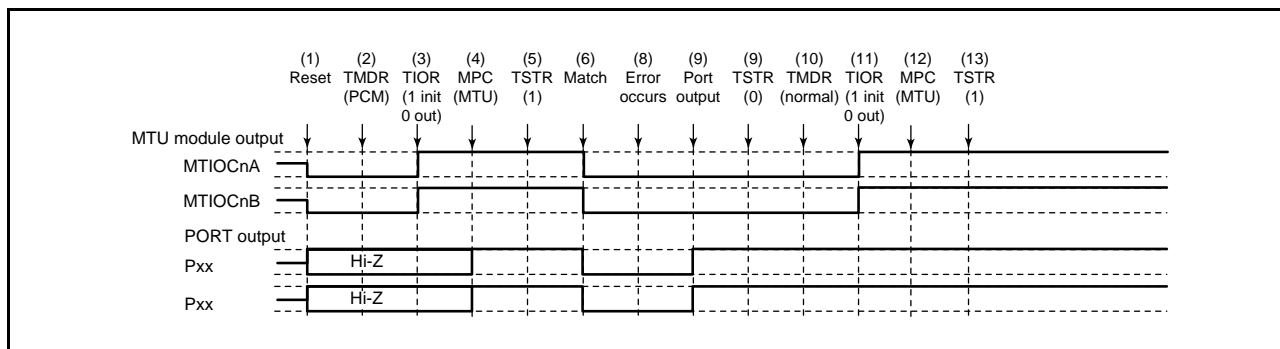 (1) (2) (3) (4) (5) (6) (8) (9) (9) (10) (11) (12) (13)
Reset TMDR TIOR MPC TSTR Match Error Port TSTR TMDR TIOR MPC TSTR
(PCM) (1 init (MTU) (1) occurs output (0) (normal) (1 init (MTU) (1)
0 out) 0 out)
MTU module output
MTIOCnA
MTIOCnB
PORT output
Pxx Hi-Z
Pxx Hi-Z